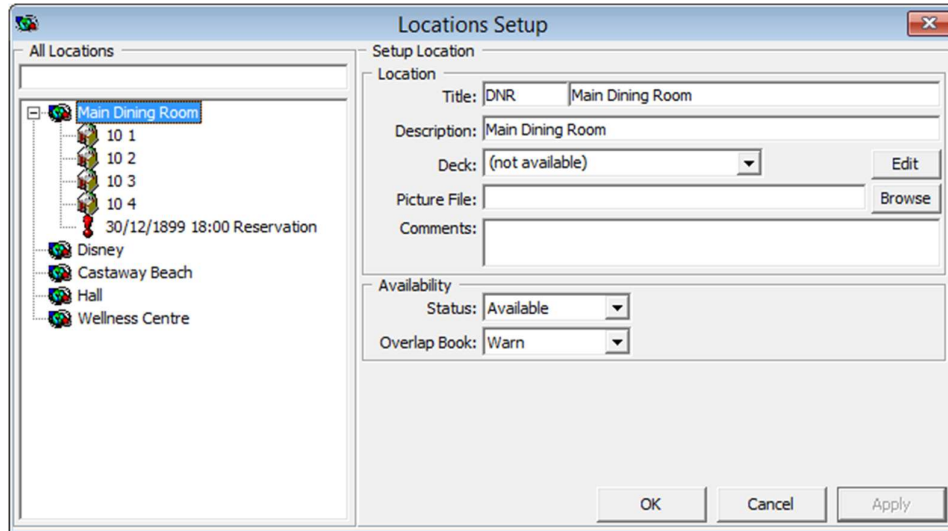 Locations Setup
All Locations
Main Dining Room
10 1
10 2
10 3
10 4
30/12/1899 18:00 Reservation
Disney
Castaway Beach
Hall
Wellness Centre
Setup Location
Location
Title: DNR Main Dining Room
Description: Main Dining Room
Deck: (not available) Edit
Picture File: Browse
Comments:
Availability
Status: Available
Overlap Book: Warn
OK Cancel Apply